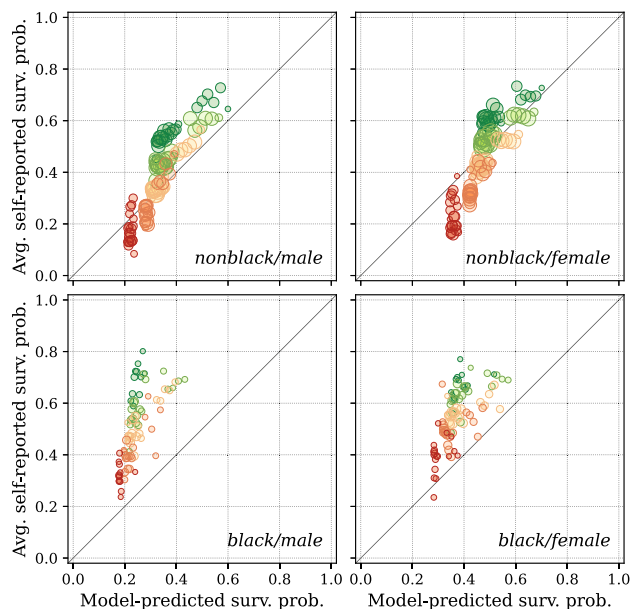 1.0
0.8
0.6
0.4
0.2
0.0
Avg. self-reported surv. prob.
nonblack/male
nonblack/female
1.0
0.8
0.6
0.4
0.2
0.0
Avg. self-reported surv. prob.
black/male
black/female
0.0 0.2 0.4 0.6 0.8 1.0
0.0 0.2 0.4 0.6 0.8 1.0
Model-predicted surv. prob.
Model-predicted surv. prob.